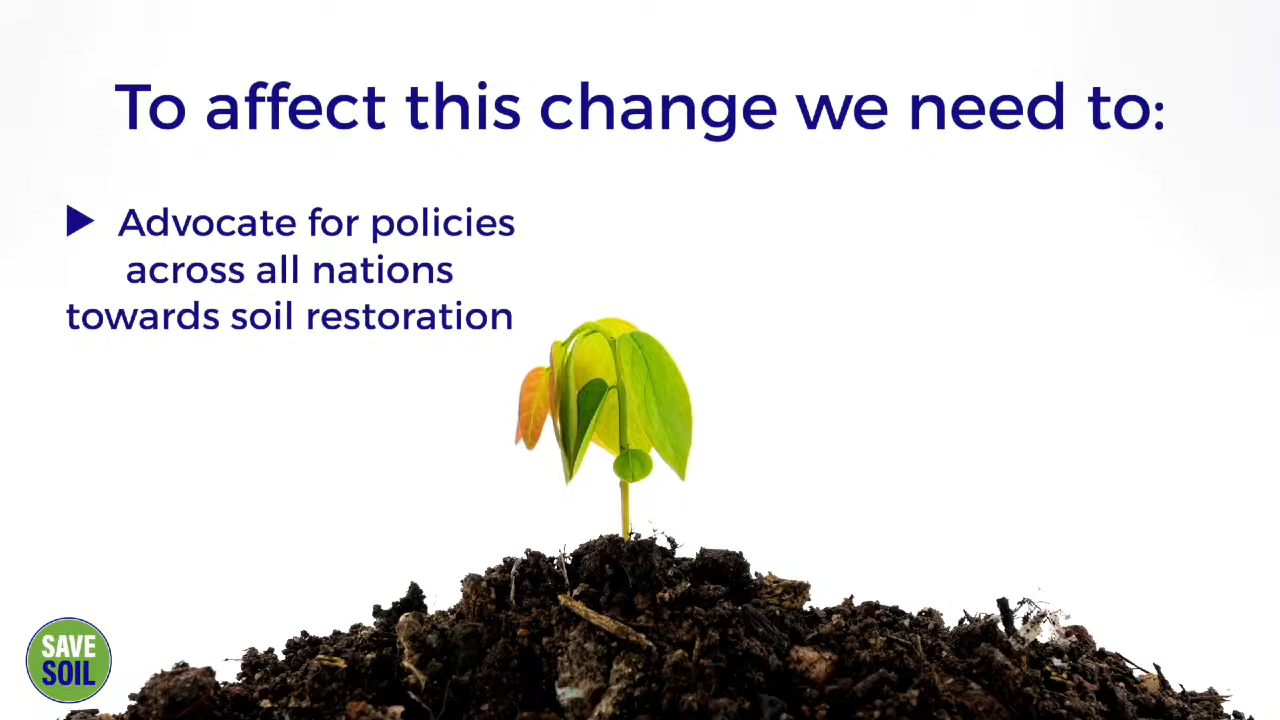 To affect this change we need to:
▶ Advocate for policies
across all nations
towards soil restoration
SAVE
SOIL